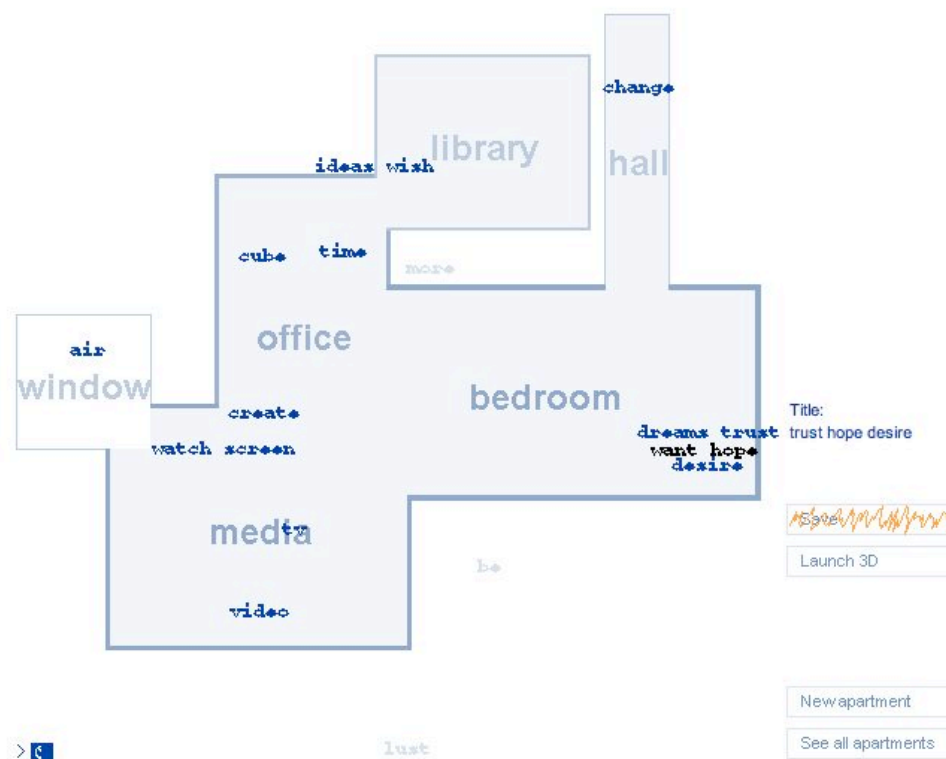 change
library
hall
ideas wish
cube time
more
office
air
window
bedroom
create
watch screen
dreams trust
want hope
desire
Title:
trust hope desire
media
tv
video
be
lust
Save
Launch 3D
New apartment
See all apartments
>